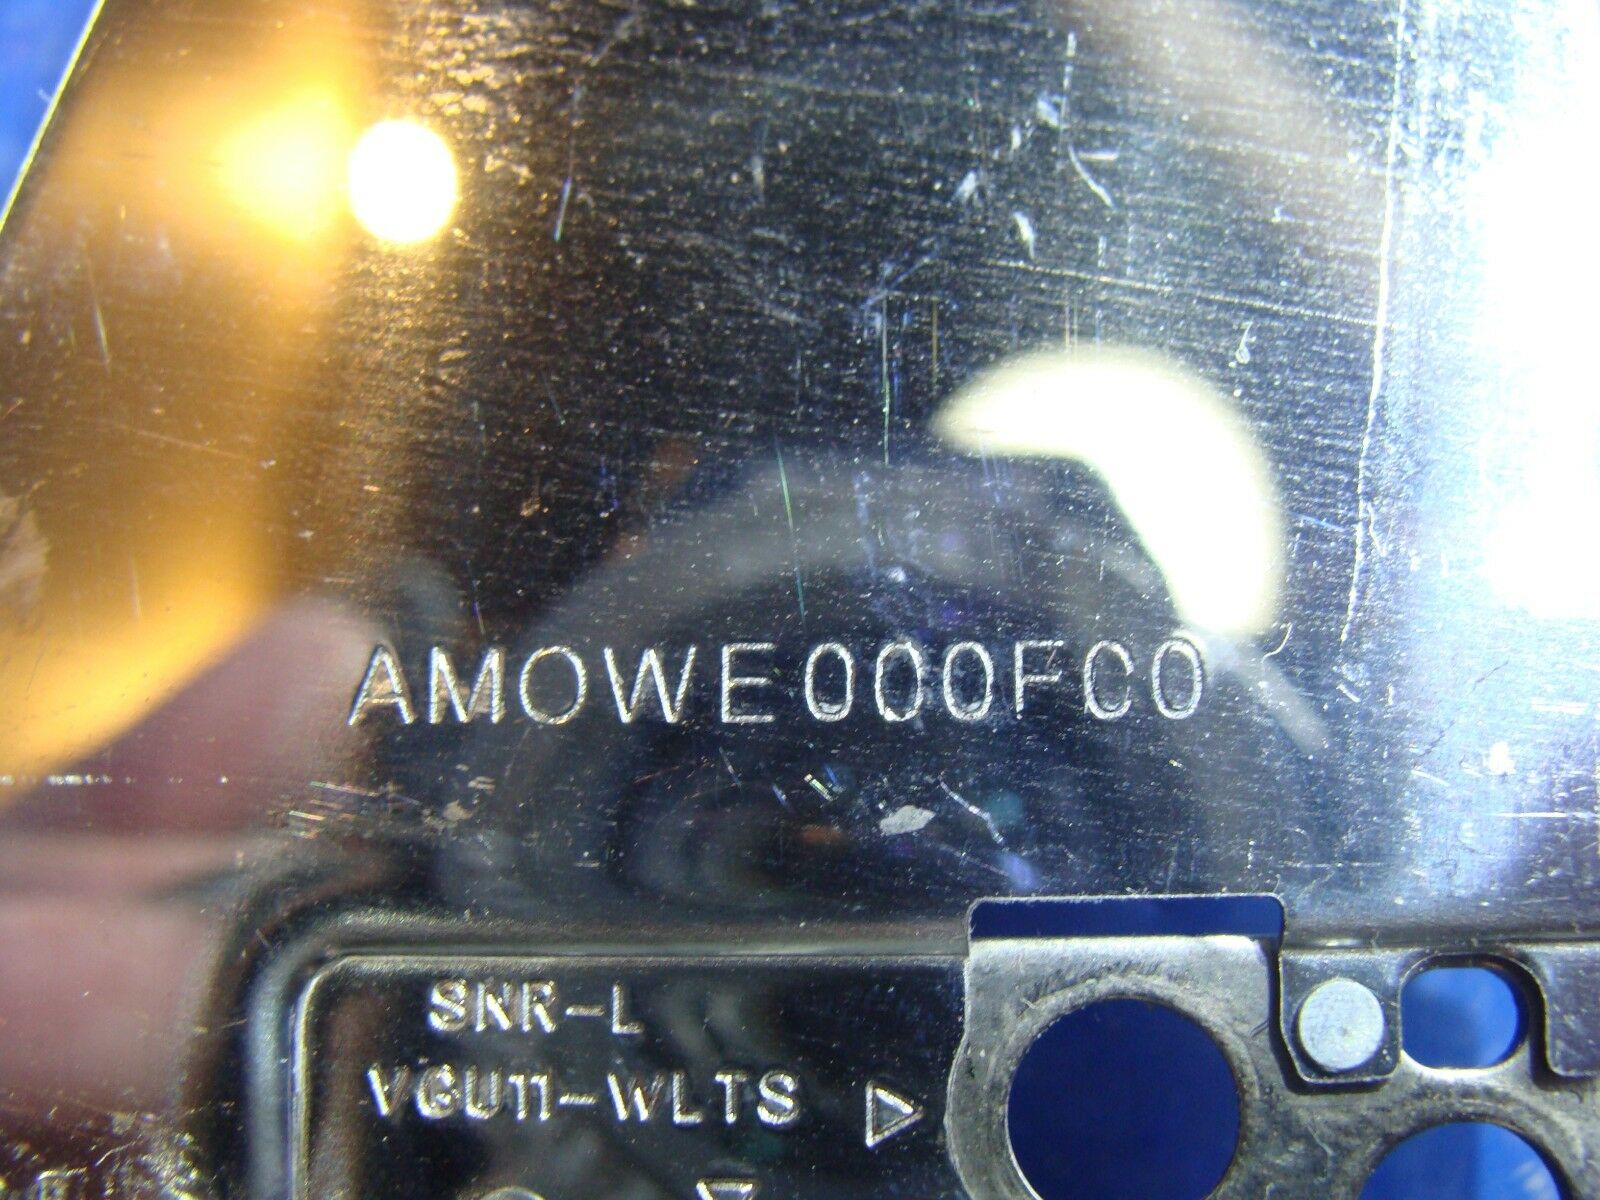 AMOWE000FC0
SNR-L
VGU11-WLTS